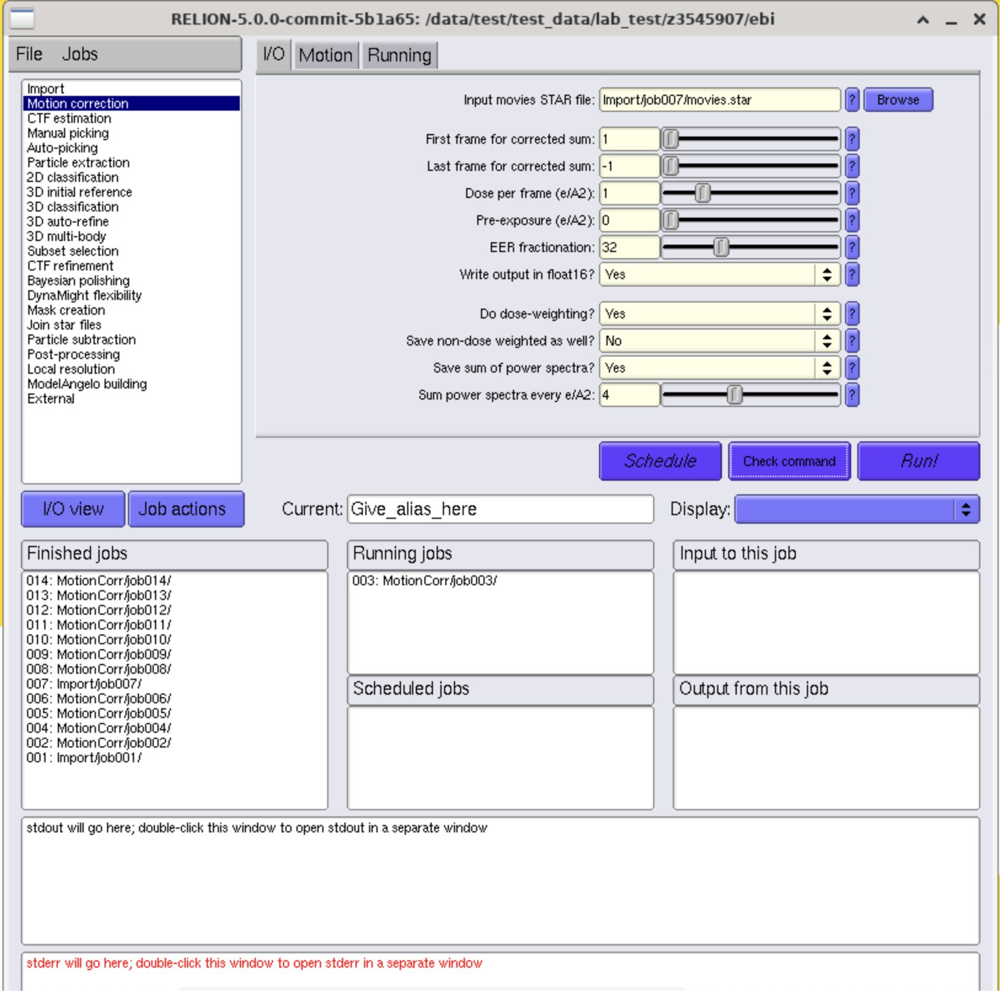 RELION-5.0.0-commit-5b1a65: /data/test/test_data/lab_test/z3545907/ebi
File Jobs
I/O Motion Running
Import
Motion correction
CTF estimation
Manual picking
Auto-picking
Particle extraction
2D classification
3D initial reference
3D classification
3D auto-refine
3D multi-body
Subset selection
CTF refinement
Bayesian polishing
DynaMight flexibility
Mask creation
Join star files
Particle subtraction
Post-processing
Local resolution
ModelAngelo building
External
Input movies STAR file: Import/job007/movies.star ? Browse
First frame for corrected sum: 1 ?
Last frame for corrected sum: -1 ?
Dose per frame (e/A2): 1 ?
Pre-exposure (e/A2): 0 ?
EER fractionation: 32 ?
Write output in float16? Yes ?
Do dose-weighting? Yes ?
Save non-dose weighted as well? No ?
Save sum of power spectra? Yes ?
Sum power spectra every e/A2: 4 ?
Schedule Check command Run!
I/O view Job actions Current: Give_alias_here Display:
Finished jobs
014: MotionCorr/job014/
013: MotionCorr/job013/
012: MotionCorr/job012/
011: MotionCorr/job011/
010: MotionCorr/job010/
009: MotionCorr/job009/
008: MotionCorr/job008/
007: Import/job007/
006: MotionCorr/job006/
005: MotionCorr/job005/
004: MotionCorr/job004/
002: MotionCorr/job002/
001: Import/job001/
Running jobs
003: MotionCorr/job003/
Scheduled jobs
Input to this job
Output from this job
stdout will go here; double-click this window to open stdout in a separate window
stderr will go here; double-click this window to open stderr in a separate window